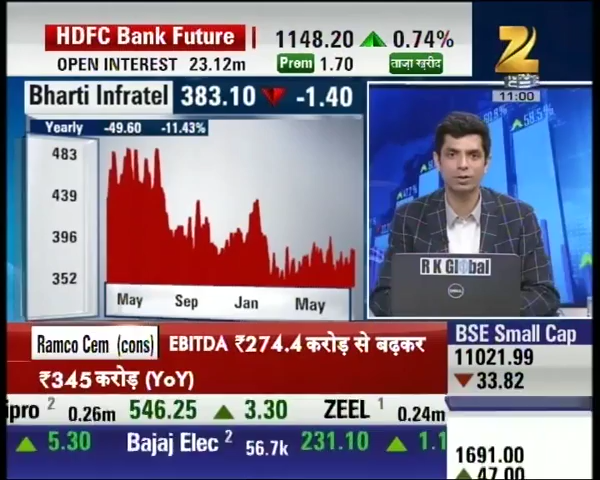 HDFC Bank Future 1148.20 0.74%
OPEN INTEREST 23.12m Prem 1.70 ताज़ा ख़रीद
11:00
Bharti Infratel 383.10 -1.40
Yearly -49.60 -11.43%
483
439
396
352
May Sep Jan May
R K Global
DELL
Ramco Cem (cons) EBITDA ₹274.4 करोड़ से बढ़कर
₹345 करोड़ (YoY)
BSE Small Cap
11021.99
33.82
ipro 2 0.26m 546.25 3.30 ZEEL 1 0.24m
5.30 Bajaj Elec 2 56.7k 231.10 1.1
1691.00
47.00